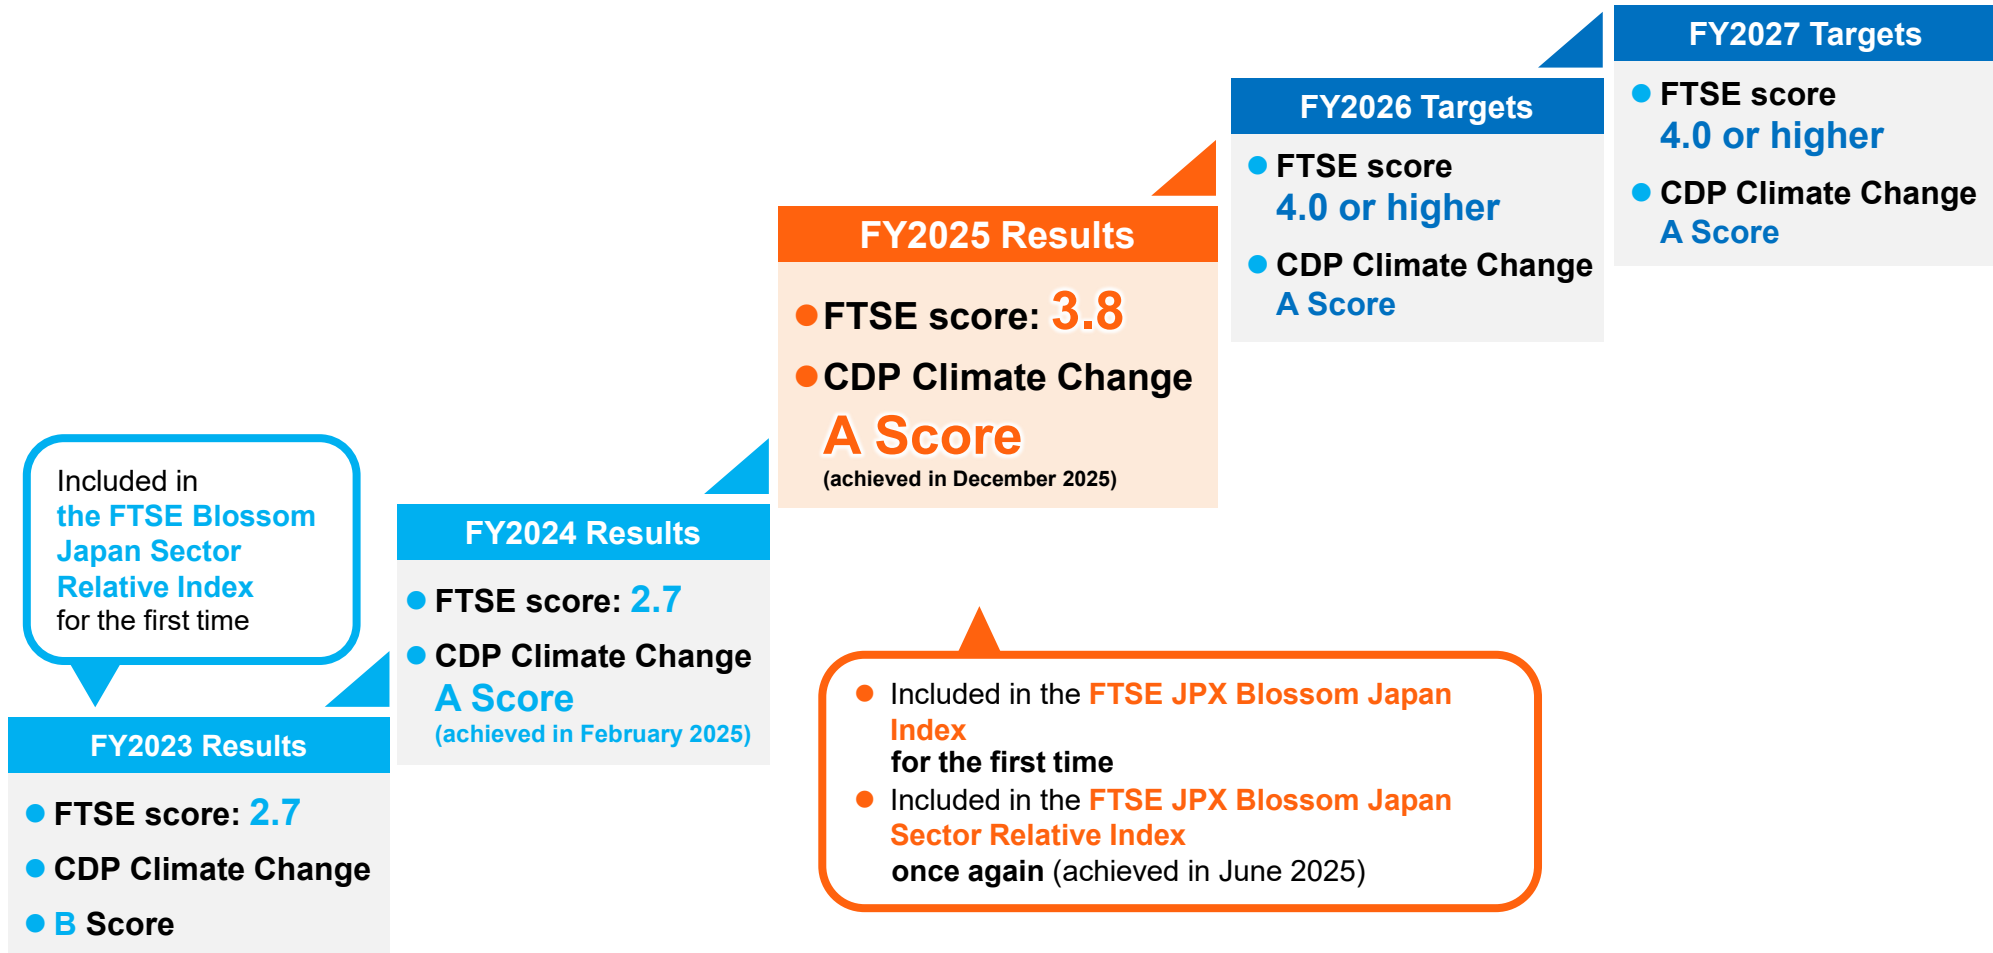 Included in
the FTSE Blossom
Japan Sector
Relative Index
for the first time
FY2023 Results
FTSE score: 2.7
CDP Climate Change
B Score
FY2024 Results
FTSE score: 2.7
CDP Climate Change
A Score
(achieved in February 2025)
FY2025 Results
FTSE score: 3.8
CDP Climate Change
A Score
(achieved in December 2025)
Included in the FTSE JPX Blossom Japan
Index
for the first time
Included in the FTSE JPX Blossom Japan
Sector Relative Index
once again (achieved in June 2025)
FY2026 Targets
FTSE score
4.0 or higher
CDP Climate Change
A Score
FY2027 Targets
FTSE score
4.0 or higher
CDP Climate Change
A Score